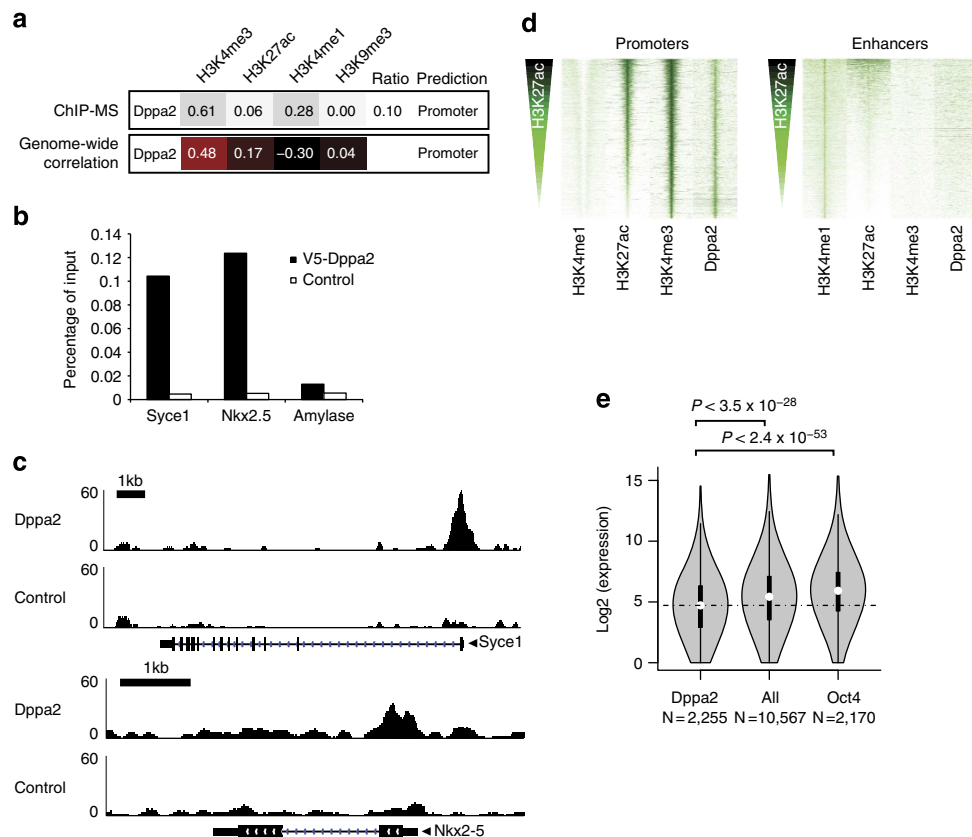 a
H3K4me3 H3K27ac H3K4me1 H3K9me3 Ratio Prediction
ChIP-MS Dppa2 0.61 0.06 0.28 0.00 0.10 Promoter
Genome-wide correlation Dppa2 0.48 0.17 −0.30 0.04 Promoter
b
Percentage of input
0.14
0.12
0.1
0.08
0.06
0.04
0.02
0
V5-Dppa2
Control
Syce1 Nkx2.5 Amylase
c
1kb
60
Dppa2
0
60
Control
0
Syce1
1kb
60
Dppa2
0
60
Control
0
Nkx2-5
d
Promoters Enhancers
H3K27ac H3K27ac
H3K4me1 H3K27ac H3K4me3 Dppa2 H3K4me1 H3K27ac H3K4me3 Dppa2
e
P < 3.5 x 10−28
P < 2.4 x 10−53
Log2 (expression)
15
10
5
0
Dppa2 All Oct4
N=2,255 N=10,567 N=2,170